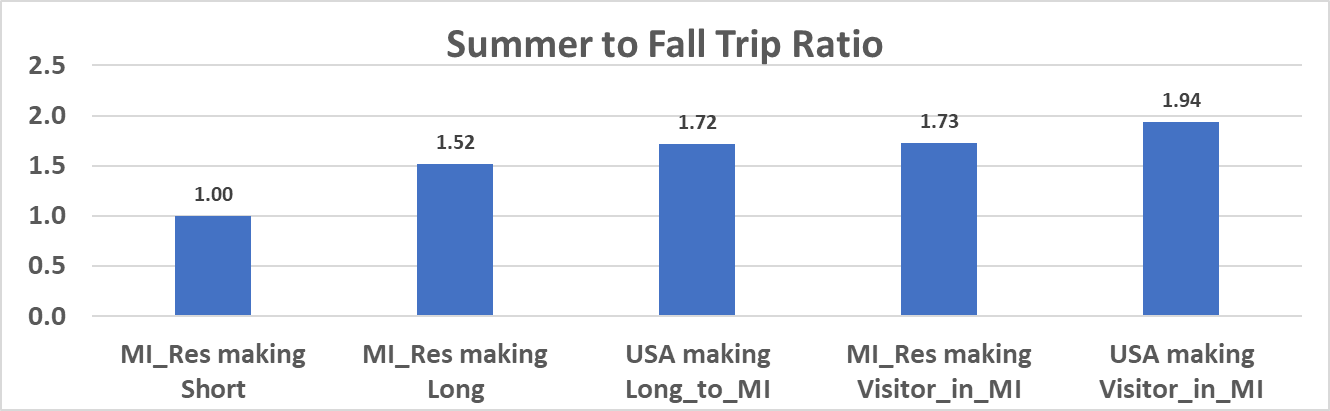 Summer to Fall Trip Ratio
2.5
2.0
1.5
1.0
0.5
0.0
1.00
1.52
1.72
1.73
1.94
MI_Res making
Short
MI_Res making
Long
USA making
Long_to_MI
MI_Res making
Visitor_in_MI
USA making
Visitor_in_MI